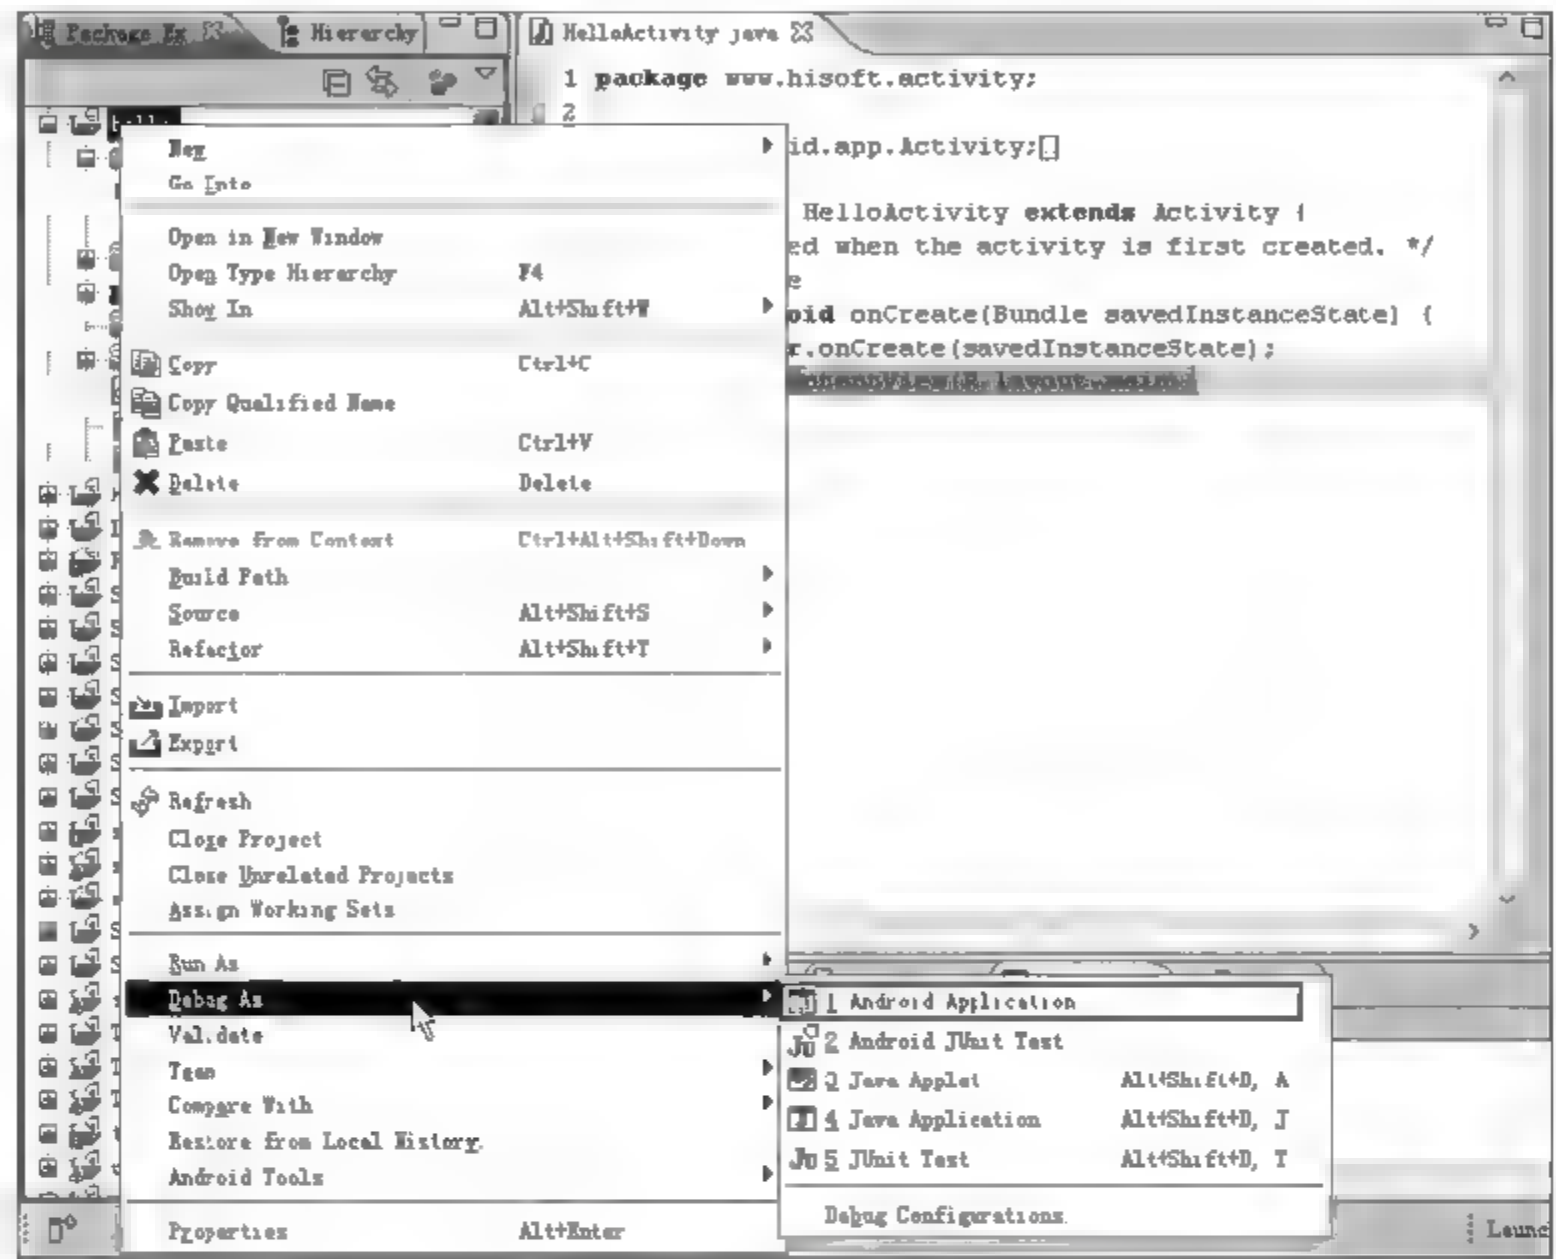 Package Ex Hierarchy HelloActivity java
1 package www.hisoft.activity;
2
id.app.Activity;
HelloActivity extends Activity {
ed when the activity is first created. */
e
oid onCreate(Bundle savedInstanceState) {
r.onCreate(savedInstanceState);
New
Go Into
Open in New Window
Open Type Hierarchy F4
Show In Alt+Shift+W
Copy Ctrl+C
Copy Qualified Name
Paste Ctrl+V
Delete Delete
Remove from Context Ctrl+Alt+Shift+Down
Build Path
Source Alt+Shift+S
Refactor Alt+Shift+T
Import
Export
Refresh
Close Project
Close Unrelated Projects
Assign Working Sets
Run As
Debug As
Validate
Team
Compare With
Restore from Local History
Android Tools
Properties Alt+Enter
1 Android Application
2 Android JUnit Test
3 Java Applet Alt+Shift+D, A
4 Java Application Alt+Shift+D, J
5 JUnit Test Alt+Shift+D, T
Debug Configurations
Launc